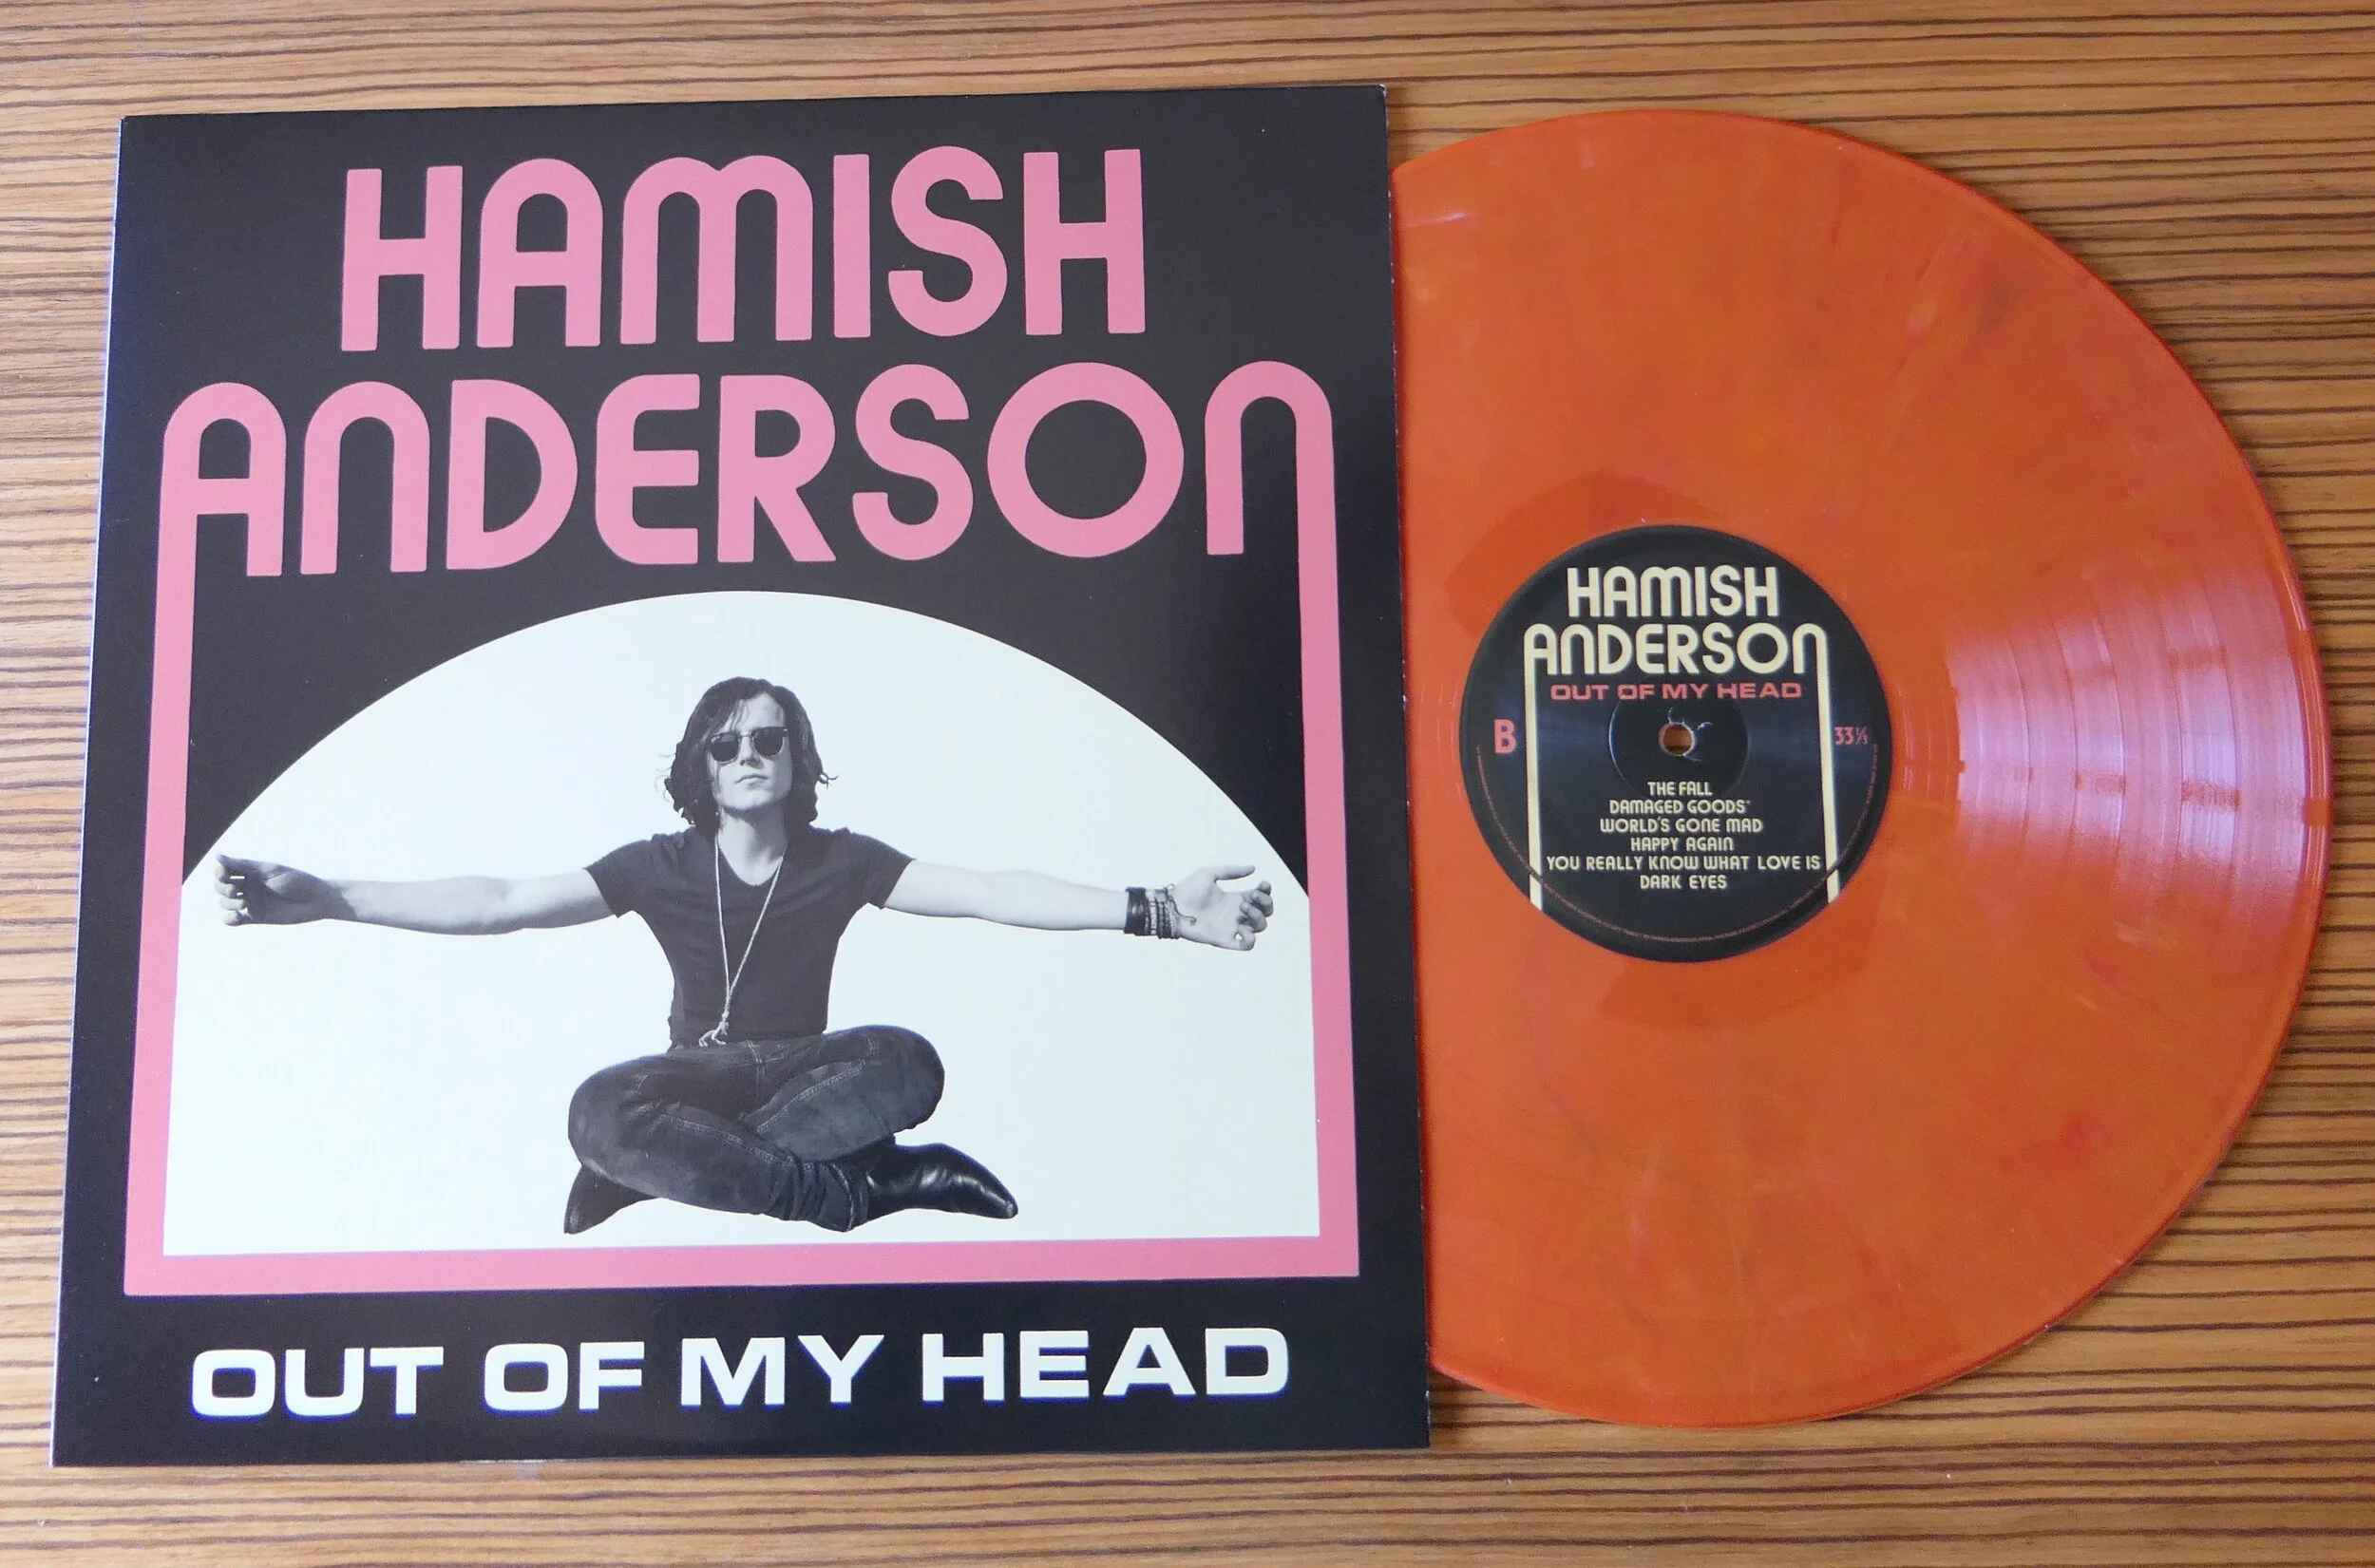 HAMISH
ANDERSON
OUT OF MY HEAD
HAMISH
ANDERSON
OUT OF MY HEAD
B
33⅓
THE FALL
DAMAGED GOODS*
WORLD'S GONE MAD
HAPPY AGAIN
YOU REALLY KNOW WHAT LOVE IS
DARK EYES